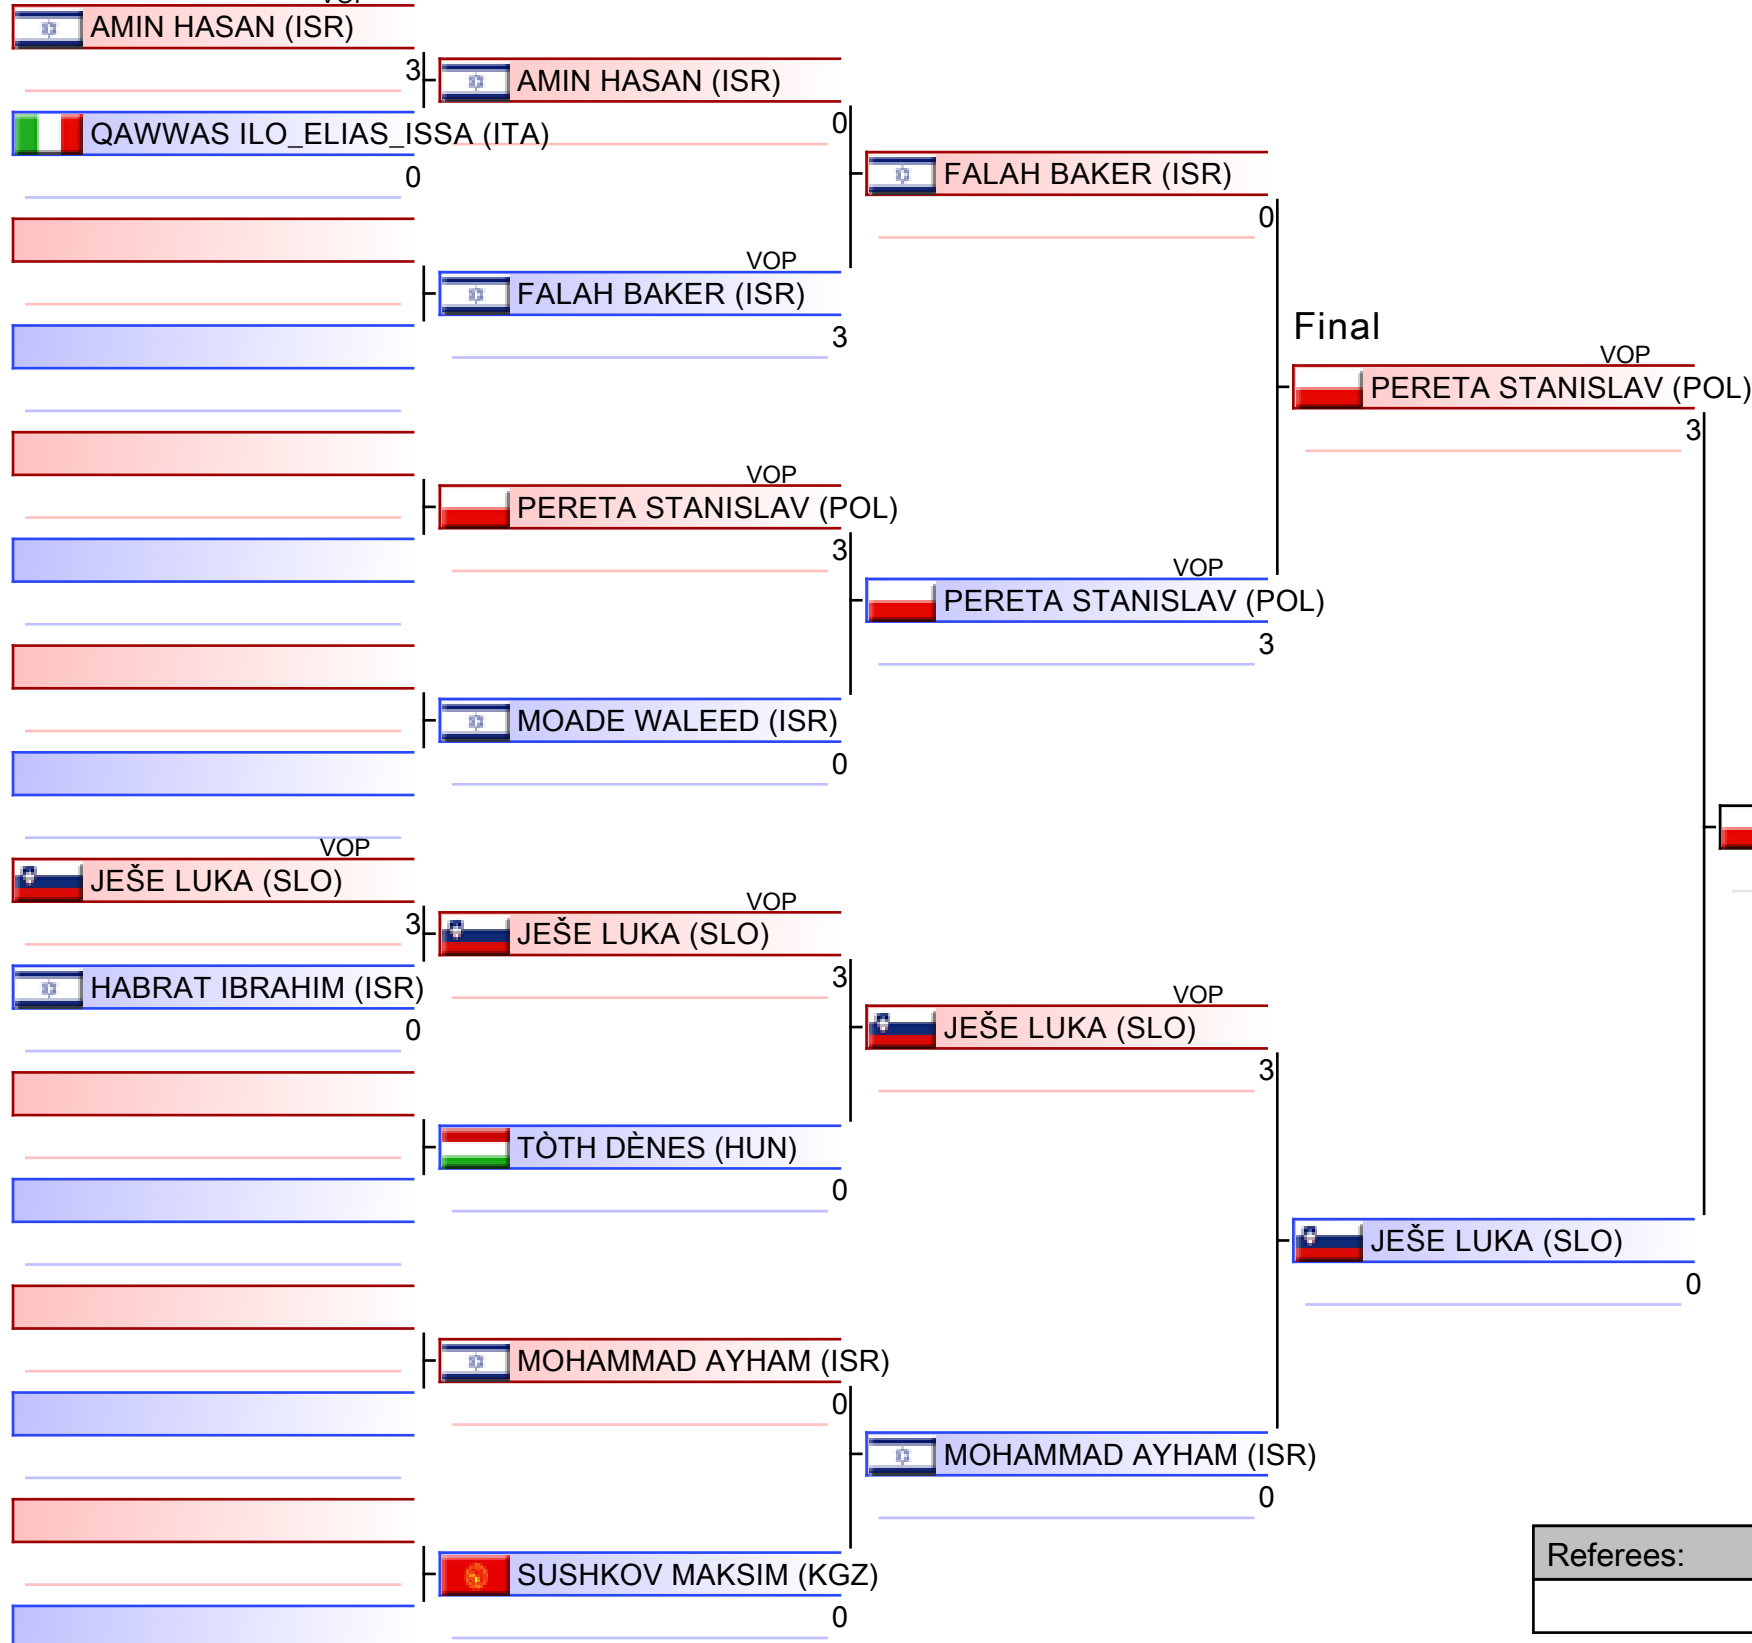 VOP
AMIN HASAN (ISR)
3
QAWWAS ILO_ELIAS_ISSA (ITA)
0
VOP
JEŠE LUKA (SLO)
3
HABRAT IBRAHIM (ISR)
0
AMIN HASAN (ISR)
0
VOP
FALAH BAKER (ISR)
3
VOP
PERETA STANISLAV (POL)
3
MOADE WALEED (ISR)
0
VOP
JEŠE LUKA (SLO)
3
TÒTH DÈNES (HUN)
0
MOHAMMAD AYHAM (ISR)
0
SUSHKOV MAKSIM (KGZ)
0
FALAH BAKER (ISR)
0
VOP
PERETA STANISLAV (POL)
3
VOP
JEŠE LUKA (SLO)
3
MOHAMMAD AYHAM (ISR)
0
Final
VOP
PERETA STANISLAV (POL)
3
JEŠE LUKA (SLO)
0
Referees: